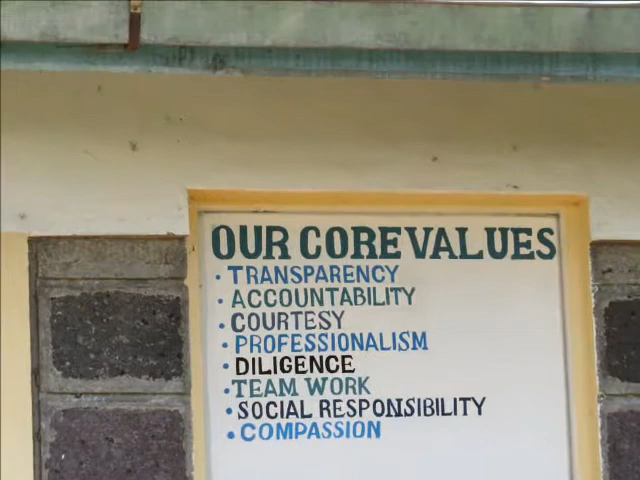 OUR CORE VALUES
• TRANSPARENCY
• ACCOUNTABILITY
• COURTESY
• PROFESSIONALISM
• DILIGENCE
• TEAM WORK
• SOCIAL RESPONSIBILITY
• COMPASSION